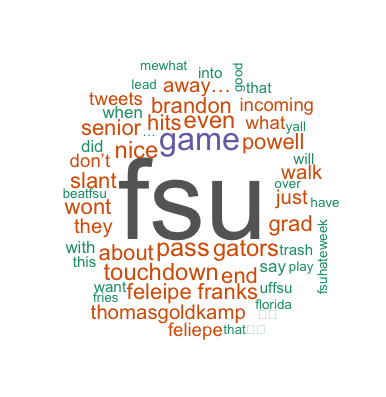 mewhat
into
good
lead
away…
that
tweets
brandon
incoming
when
hits
even
what
yall
senior
…
game
powell
did
nice
don’t
will
walk
slant
fsu
over
beatfsu
just
have
wont
they
grad
with
about
pass
gators
trash
this
say
play
touchdown
end
fsuhateweek
want
feleipe franks
uffsu
fries
florida
thomasgoldkamp
feliepe
that